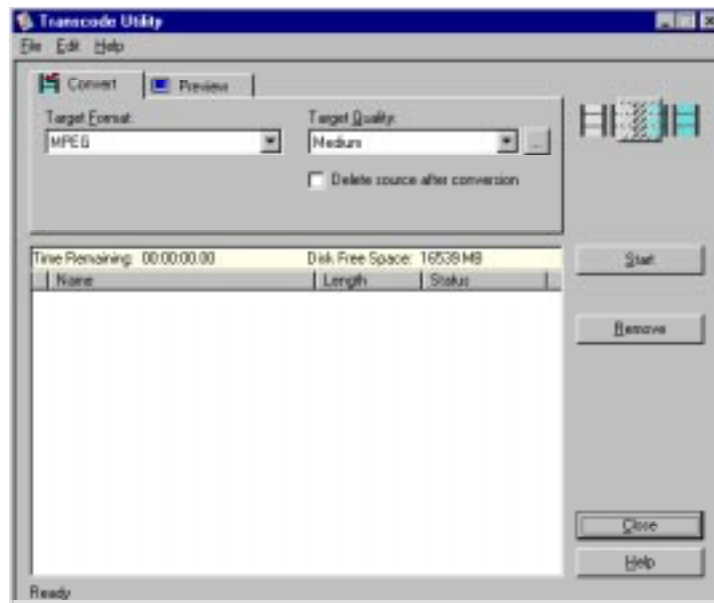 Transcode Utility
File Edit Help
Convert Preview
Target Format: Target Quality:
MPEG Medium ...
Delete source after conversion
Time Remaining: 00:00:00.00 Disk Free Space: 16539 MB
Name Length Status
Start
Remove
Close
Help
Ready